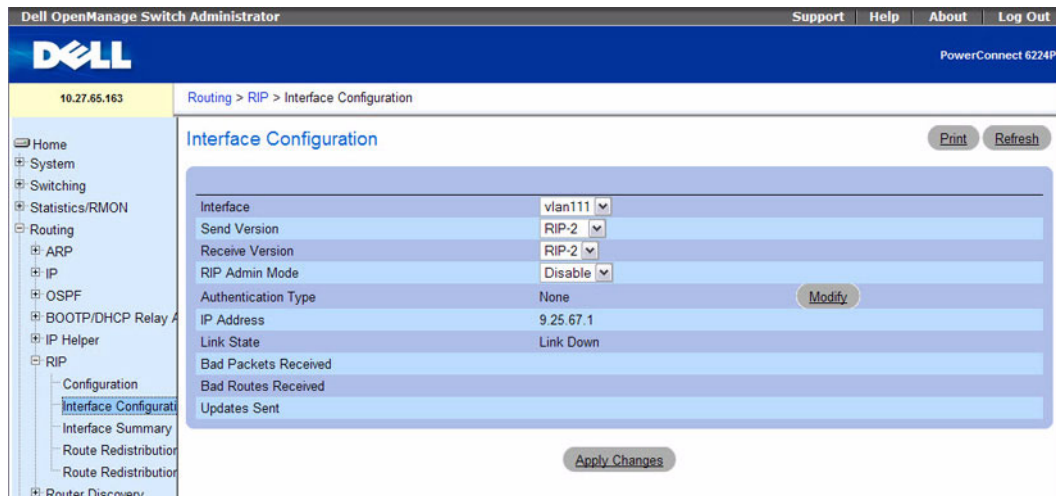 Dell OpenManage Switch Administrator
Support Help About Log Out
DELL
PowerConnect 6224P
10.27.65.163
Routing > RIP > Interface Configuration
Home
System
Switching
Statistics/RMON
Routing
ARP
IP
OSPF
BOOTP/DHCP Relay A
IP Helper
RIP
Configuration
Interface Configurati
Interface Summary
Route Redistribution
Route Redistribution
Router Discovery
Interface Configuration
Print Refresh
Interface vlan111
Send Version RIP-2
Receive Version RIP-2
RIP Admin Mode Disable
Authentication Type None Modify
IP Address 9.25.67.1
Link State Link Down
Bad Packets Received
Bad Routes Received
Updates Sent
Apply Changes